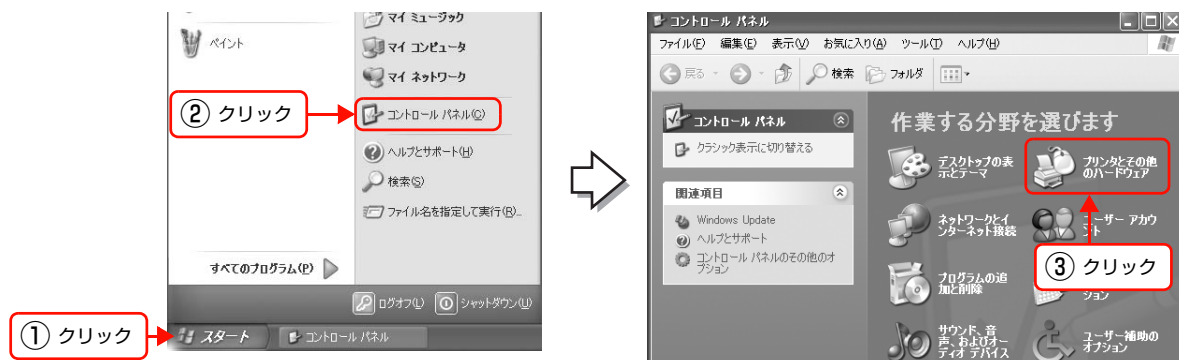 マイ ミュージック
ペイント
マイ コンピュータ
マイ ネットワーク
② クリック
コントロール パネル(C)
ヘルプとサポート(H)
検索(S)
ファイル名を指定して実行(R)...
すべてのプログラム(P)
ログオフ(L)
シャットダウン(U)
① クリック
スタート
コントロール パネル
コントロール パネル
ファイル(F) 編集(E) 表示(V) お気に入り(A) ツール(T) ヘルプ(H)
戻る 検索 フォルダ
コントロール パネル
クラシック表示に切り替える
関連項目
Windows Update
ヘルプとサポート
コントロール パネルのその他のオ
プション
作業する分野を選びます
デスクトップの表
示とテーマ
プリンタとその他
のハードウェア
ネットワークとイ
ンターネット接続
ユーザー アカウ
ント
③ クリック
プログラムの追
加と削除
ション
サウンド、音
声、およびオー
ディオ デバイス
ユーザー補助の
オプション